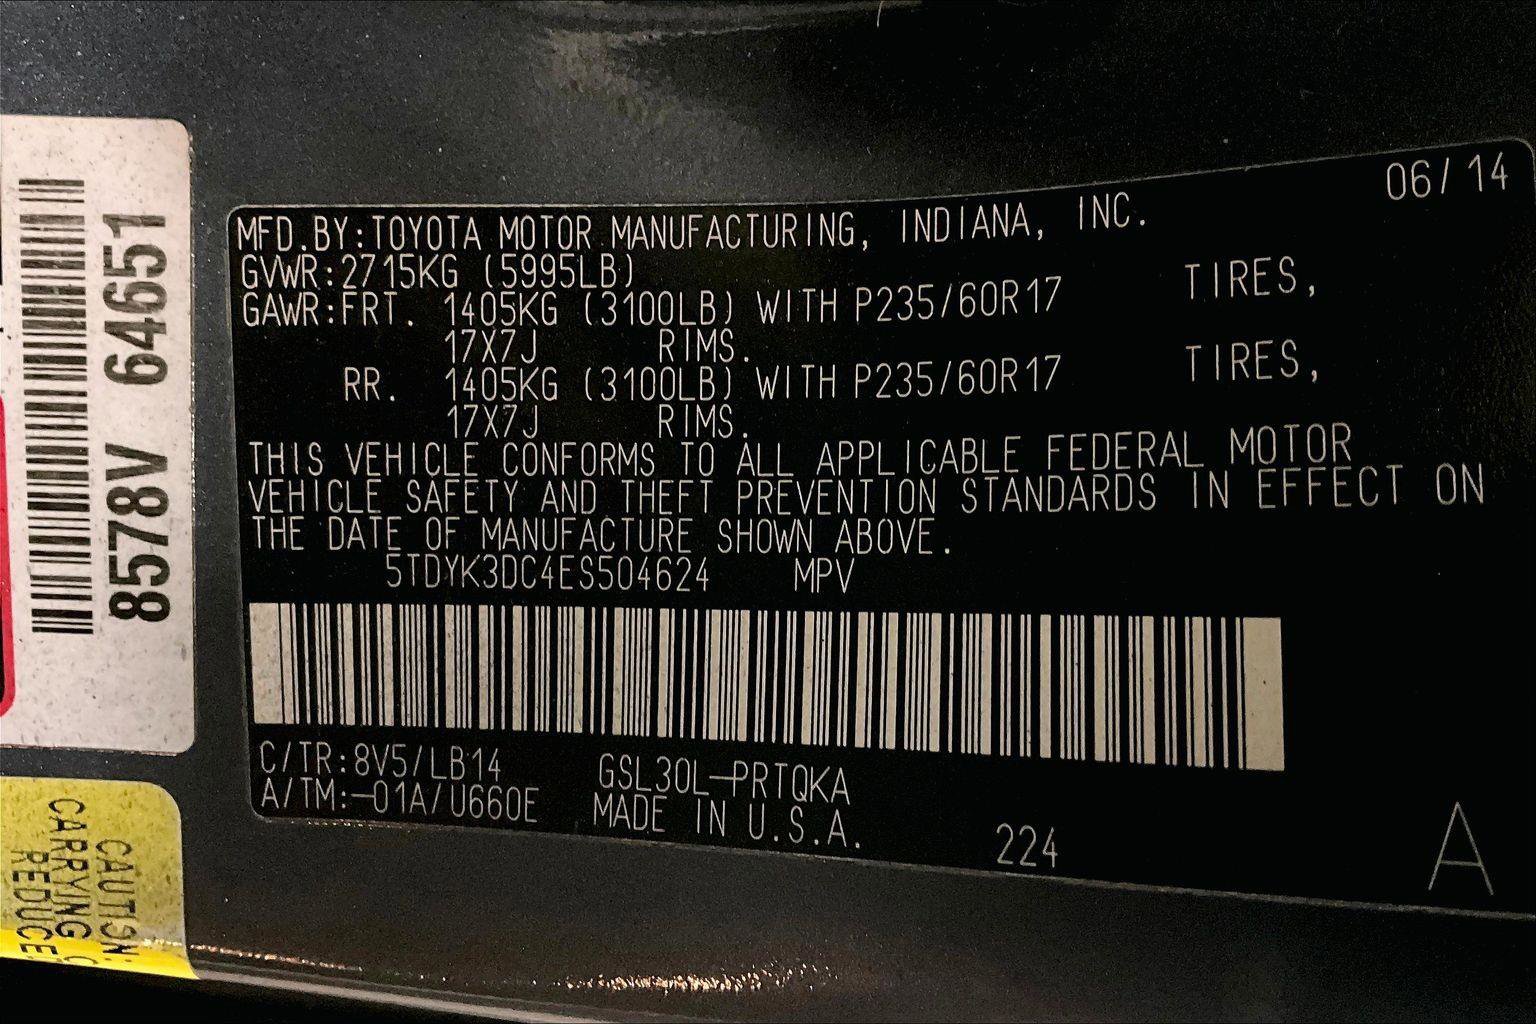 06/14
MFD.BY:TOYOTA MOTOR MANUFACTURING, INDIANA, INC.
GVWR:2715KG (5995LB)
GAWR:FRT. 1405KG (3100LB) WITH P235/60R17 TIRES,
17X7J RIMS.
RR. 1405KG (3100LB) WITH P235/60R17 TIRES,
17X7J RIMS.
THIS VEHICLE CONFORMS TO ALL APPLICABLE FEDERAL MOTOR
VEHICLE SAFETY AND THEFT PREVENTION STANDARDS IN EFFECT ON
THE DATE OF MANUFACTURE SHOWN ABOVE.
5TDYK3DC4ES504624 MPV
C/TR:8V5/LB14 GSL30L-PRTQKA
A/TM:-01A/U660E MADE IN U.S.A.
224
A
8578V 64651
CAUTION:
CARRYING C
REDUCE